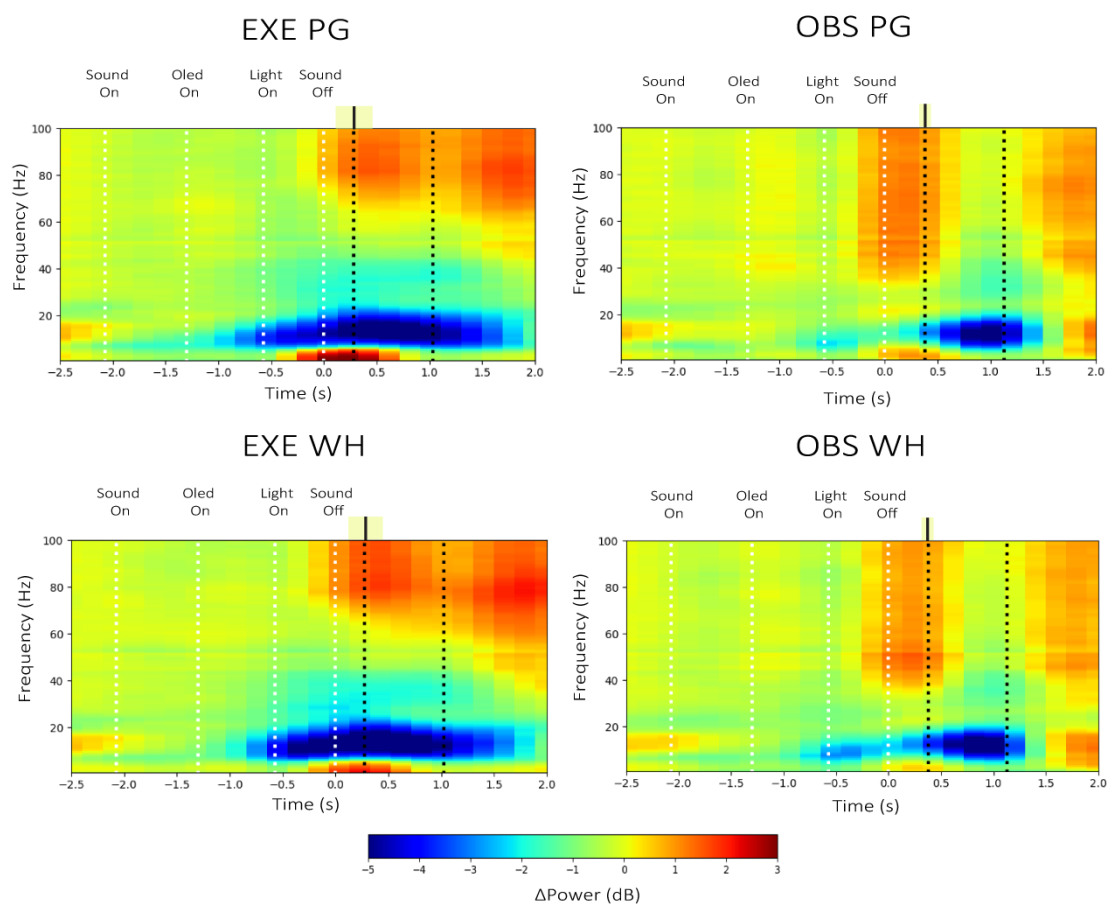 EXE PG
Sound Oled Light Sound
On On On Off
100
80
60
40
20
Frequency (Hz)
-2.5 -2.0 -1.5 -1.0 -0.5 0.0 0.5 1.0 1.5 2.0
Time (s)
OBS PG
Sound Oled Light Sound
On On On Off
100
80
60
40
20
Frequency (Hz)
-2.5 -2.0 -1.5 -1.0 -0.5 0.0 0.5 1.0 1.5 2.0
Time (s)
EXE WH
Sound Oled Light Sound
On On On Off
100
80
60
40
20
Frequency (Hz)
-2.5 -2.0 -1.5 -1.0 -0.5 0.0 0.5 1.0 1.5 2.0
Time (s)
OBS WH
Sound Oled Light Sound
On On On Off
100
80
60
40
20
Frequency (Hz)
-2.5 -2.0 -1.5 -1.0 -0.5 0.0 0.5 1.0 1.5 2.0
Time (s)
-5 -4 -3 -2 -1 0 1 2 3
ΔPower (dB)